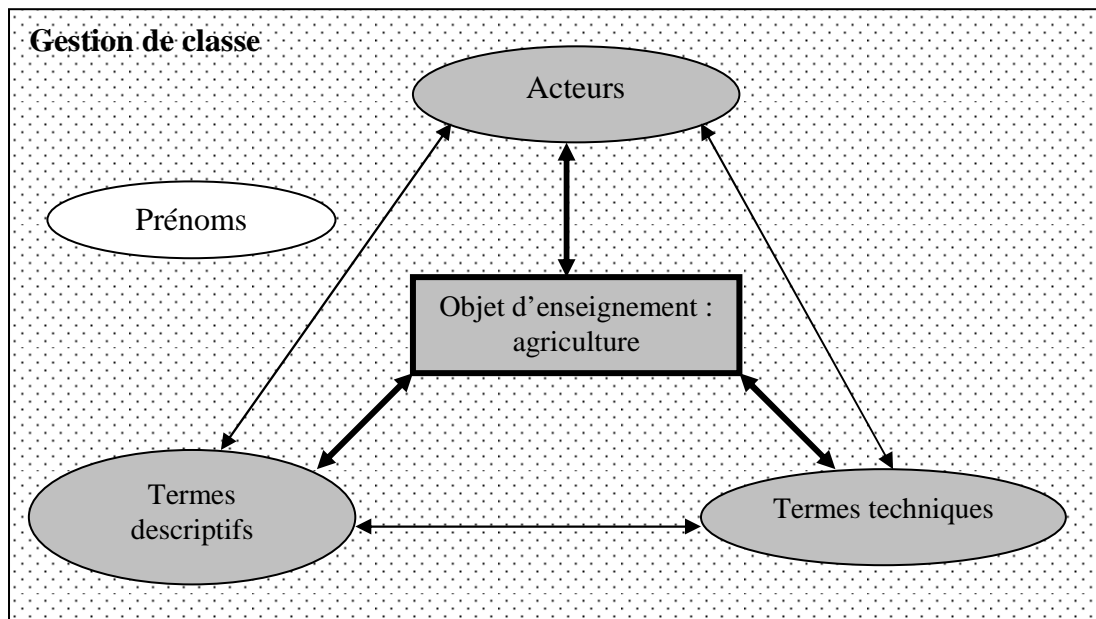 Gestion de classe
Acteurs
Prénoms
Objet d’enseignement :
agriculture
Termes
descriptifs
Termes techniques